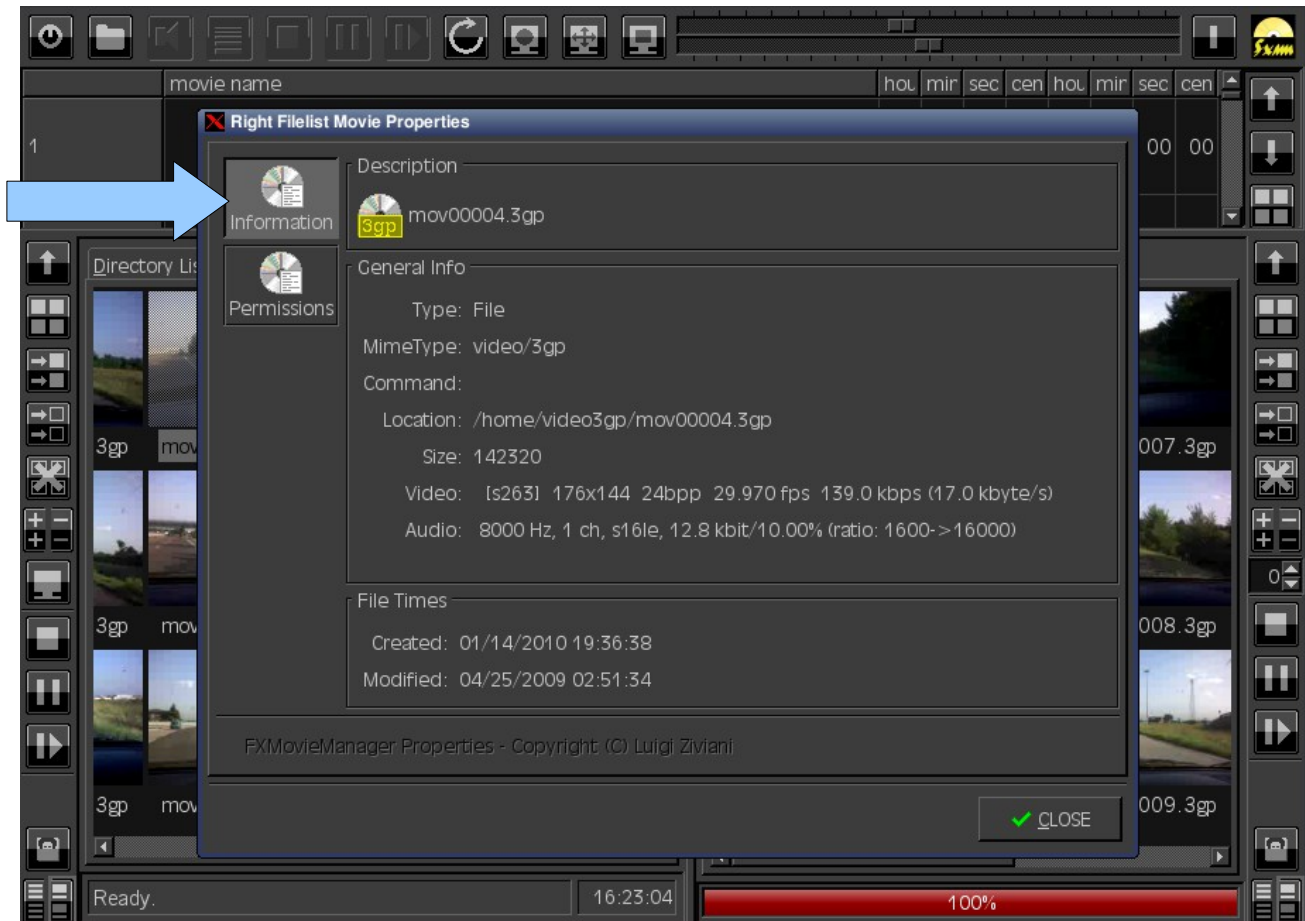 fxmm
movie name hou min sec cen hou min sec cen
Right Filelist Movie Properties
1
00 00
Information
Permissions
Description
3gp
mov00004.3gp
General Info
Type: File
MimeType: video/3gp
Command:
Location: /home/video3gp/mov00004.3gp
Size: 142320
Video: [s263] 176x144 24bpp 29.970 fps 139.0 kbps (17.0 kbyte/s)
Audio: 8000 Hz, 1 ch, s16le, 12.8 kbit/10.00% (ratio: 1600->16000)
File Times
Created: 01/14/2010 19:36:38
Modified: 04/25/2009 02:51:34
FXMovieManager Properties - Copyright (C) Luigi Ziviani
CLOSE
Directory Lis
3gp mov
007.3gp
0
3gp mov
008.3gp
3gp mov
009.3gp
Ready.
16:23:04
100%